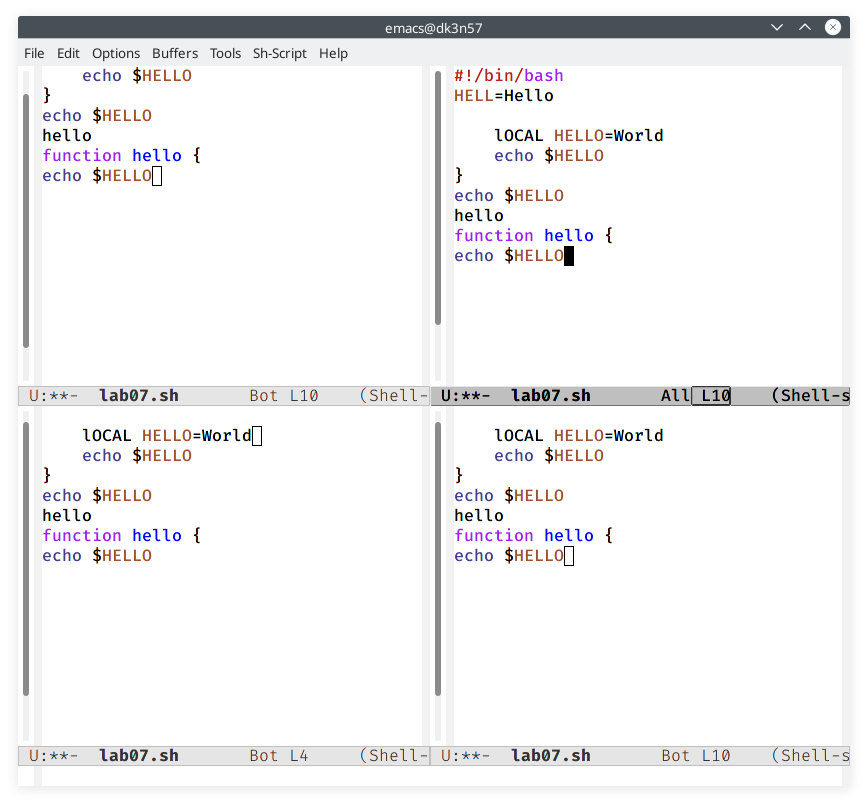 emacs@dk3n57
File Edit Options Buffers Tools Sh-Script Help
echo $HELLO
}
echo $HELLO
hello
function hello {
echo $HELLO
U:**- lab07.sh Bot L10 (Shell-
#!/bin/bash
HELL=Hello
lOCAL HELLO=World
echo $HELLO
}
echo $HELLO
hello
function hello {
echo $HELLO
U:**- lab07.sh All L10 (Shell-s
lOCAL HELLO=World
echo $HELLO
}
echo $HELLO
hello
function hello {
echo $HELLO
U:**- lab07.sh Bot L4 (Shell-
lOCAL HELLO=World
echo $HELLO
}
echo $HELLO
hello
function hello {
echo $HELLO
U:**- lab07.sh Bot L10 (Shell-s